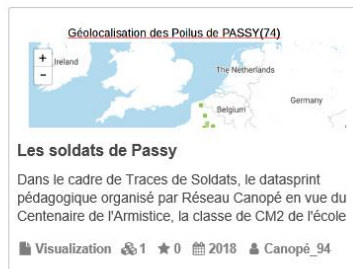 Géolocalisation des Poilus de PASSY(74)
+
-
Ireland
The Netherlands
Belgium
Germany
Les soldats de Passy
Dans le cadre de Traces de Soldats, le datasprint
pédagogique organisé par Réseau Canopé en vue du
Centenaire de l'Armistice, la classe de CM2 de l'école
Visualization 1 0 2018 Canopé_94